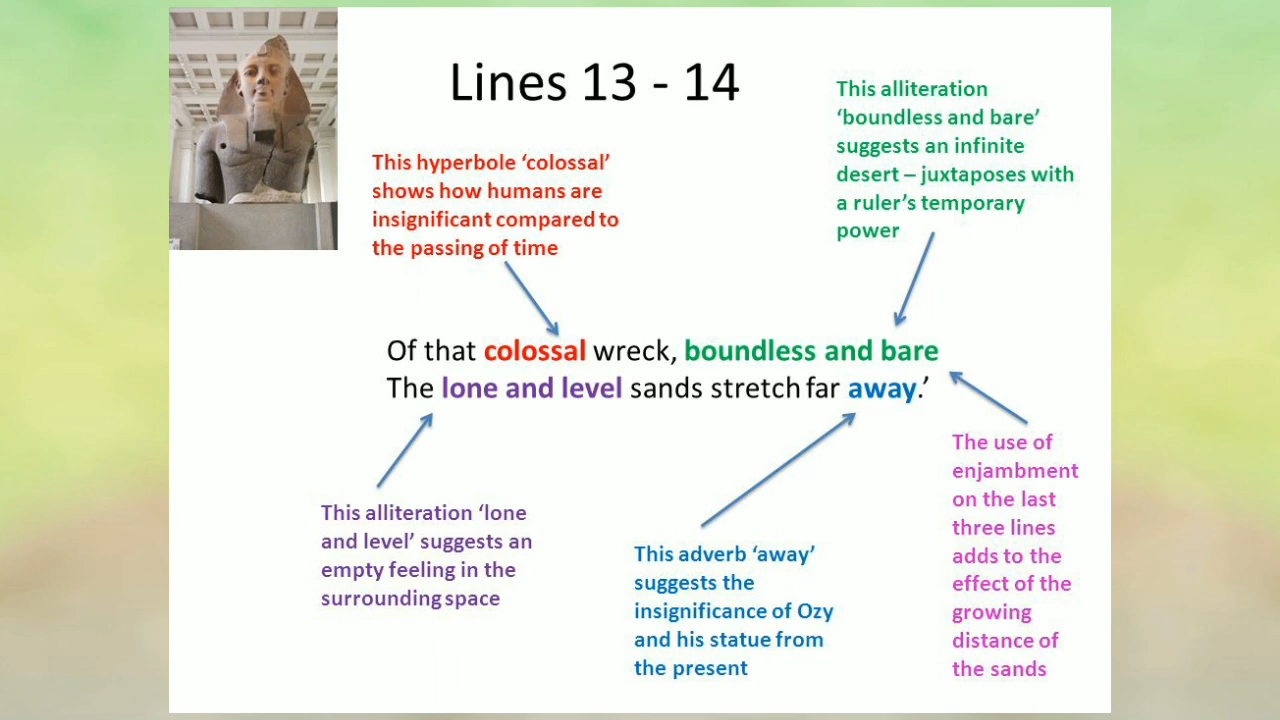 Lines 13 - 14
This alliteration
‘boundless and bare’
suggests an infinite
desert – juxtaposes with
a ruler’s temporary
power
This hyperbole ‘colossal’
shows how humans are
insignificant compared to
the passing of time
Of that colossal wreck, boundless and bare
The lone and level sands stretch far away.’
The use of
enjambment
on the last
three lines
adds to the
effect of the
growing
distance of
the sands
This alliteration ‘lone
and level’ suggests an
empty feeling in the
surrounding space
This adverb ‘away’
suggests the
insignificance of Ozy
and his statue from
the present